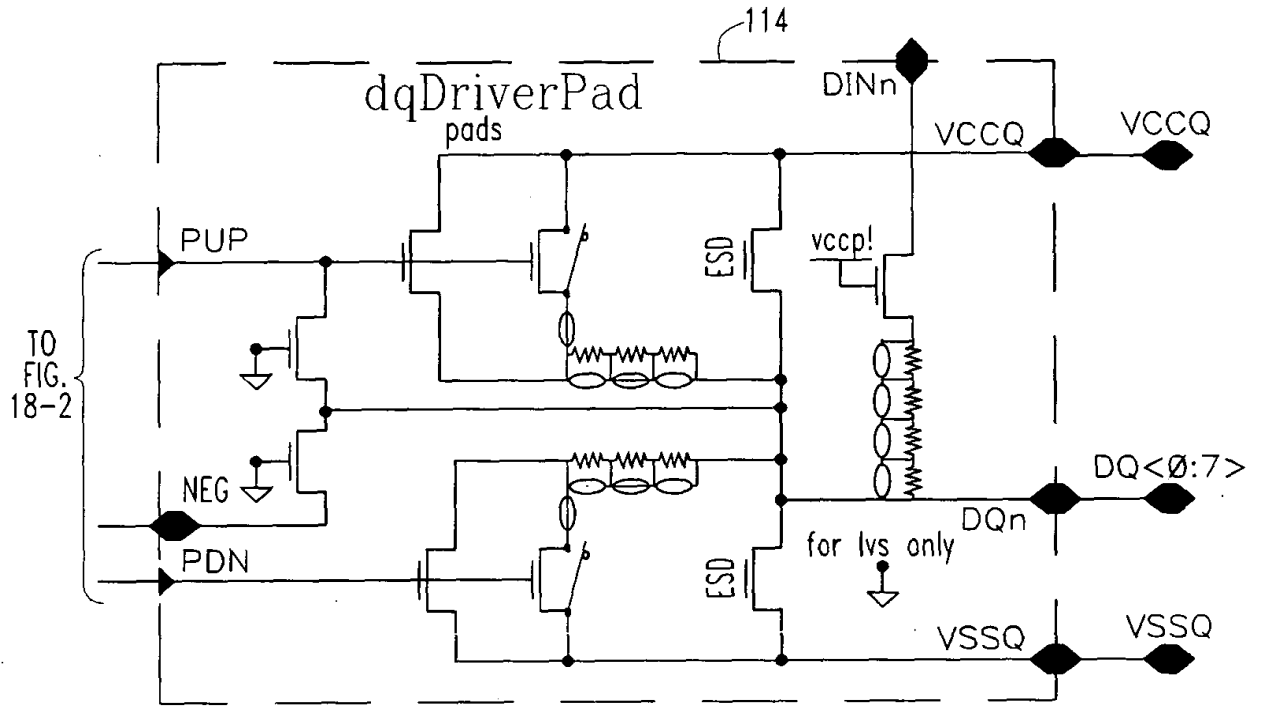 114
dqDriverPad
pads
DINn
VCCQ
VCCQ
PUP
ESD
vccp!
TO
FIG.
18-2
NEG
DQ<Ø:7>
DQn
PDN
for lvs only
ESD
VSSQ
VSSQ